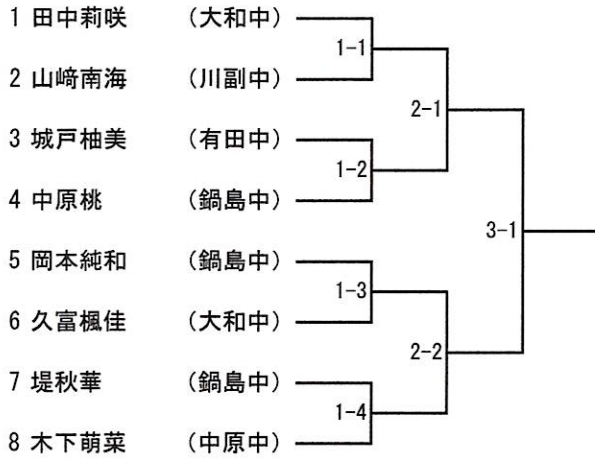 1 田中莉咲 （大和中）
1-1
2 山﨑南海 （川副中）
2-1
3 城戸柚美 （有田中）
1-2
4 中原桃 （鍋島中）
3-1
5 岡本純和 （鍋島中）
1-3
6 久富楓佳 （大和中）
2-2
7 堤秋華 （鍋島中）
1-4
8 木下萌菜 （中原中）